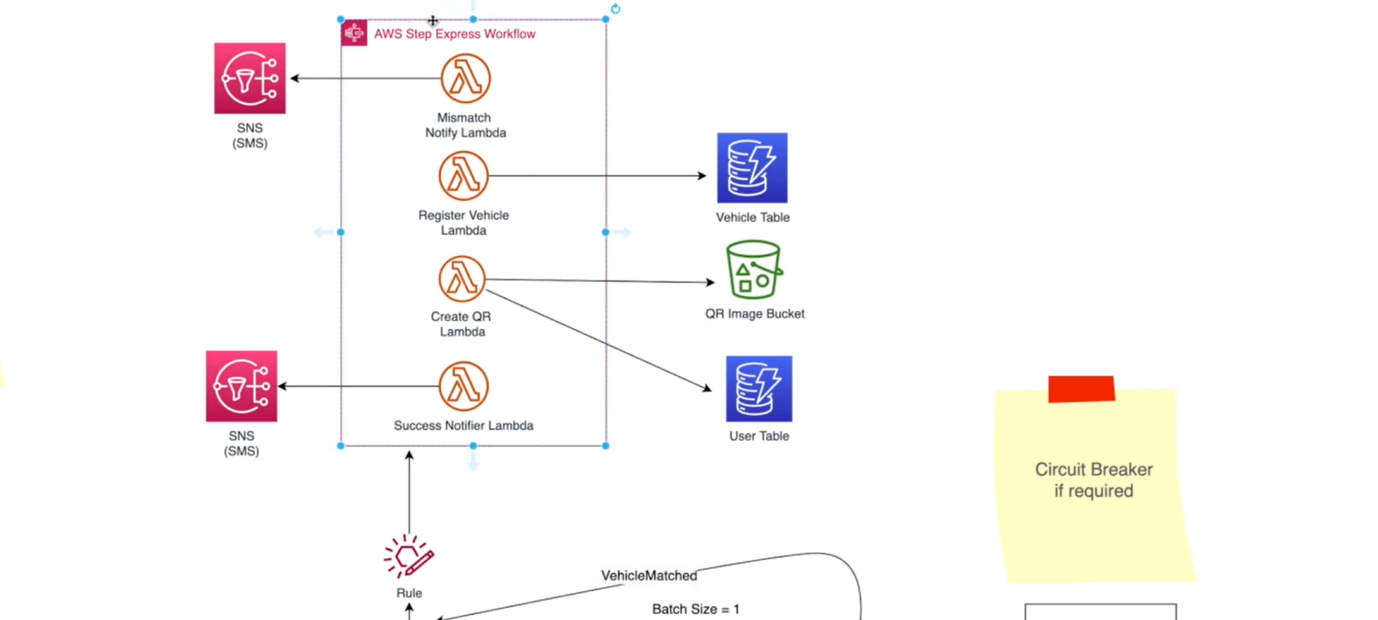 AWS Step Express Workflow
SNS
(SMS)
Mismatch
Notify Lambda
Vehicle Table
Register Vehicle
Lambda
QR Image Bucket
Create QR
Lambda
SNS
(SMS)
Success Notifier Lambda
User Table
Circuit Breaker
if required
Rule
VehicleMatched
Batch Size = 1